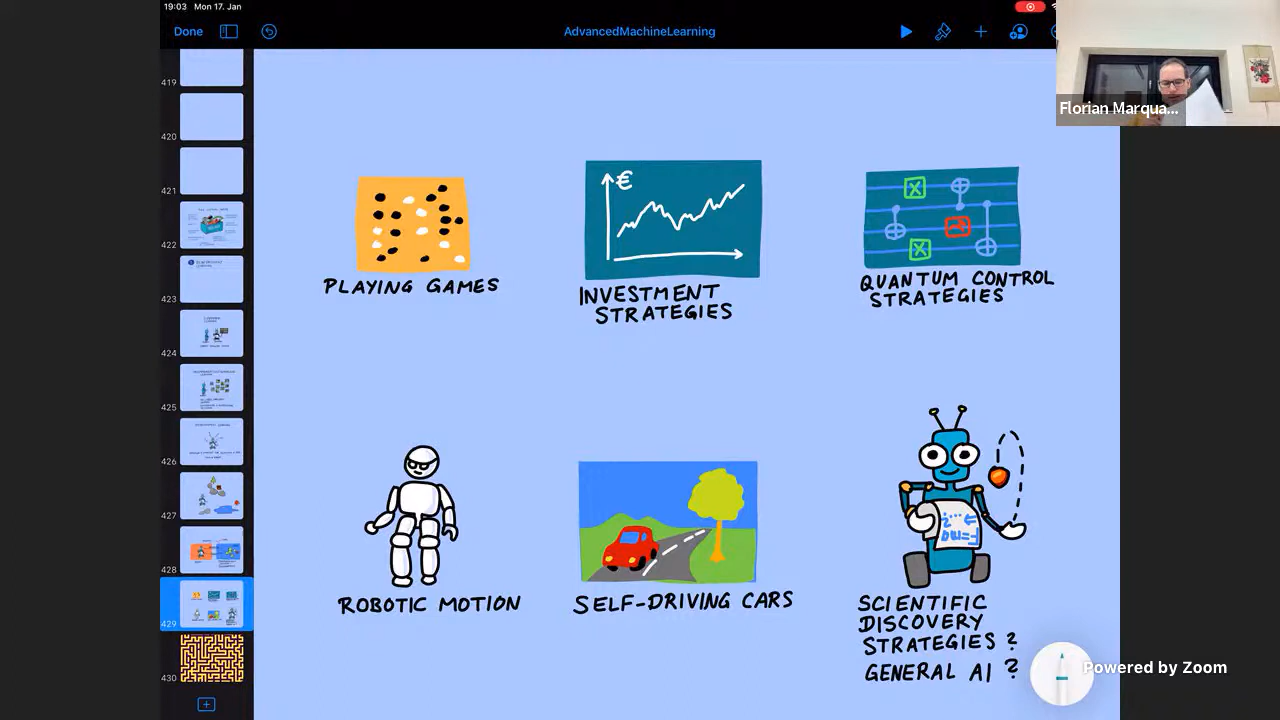 19:03 Mon 17. Jan
Done
AdvancedMachineLearning
Florian Marqua...
419
420
421
422
423
424
425
426
427
428
429
430
€
PLAYING GAMES
INVESTMENT
STRATEGIES
X
X
QUANTUM CONTROL
STRATEGIES
ROBOTIC MOTION
SELF-DRIVING CARS
SCIENTIFIC
DISCOVERY
STRATEGIES ?
GENERAL AI ?
Powered by Zoom